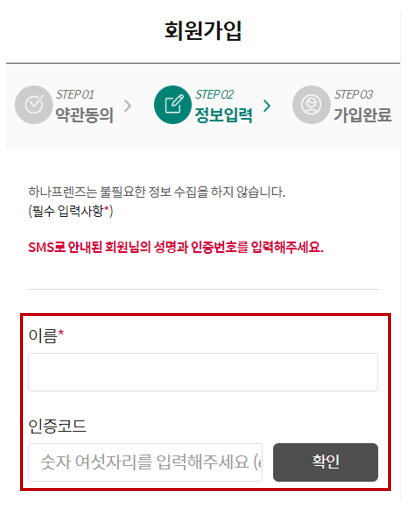 회원가입
STEP 01
약관동의
STEP 02
정보입력
STEP 03
가입완료
하나프렌즈는 불필요한 정보 수집을 하지 않습니다.
(필수 입력사항*)
SMS로 안내된 회원님의 성명과 인증번호를 입력해주세요.
이름*
인증코드
숫자 여섯자리를 입력해주세요 (
확인